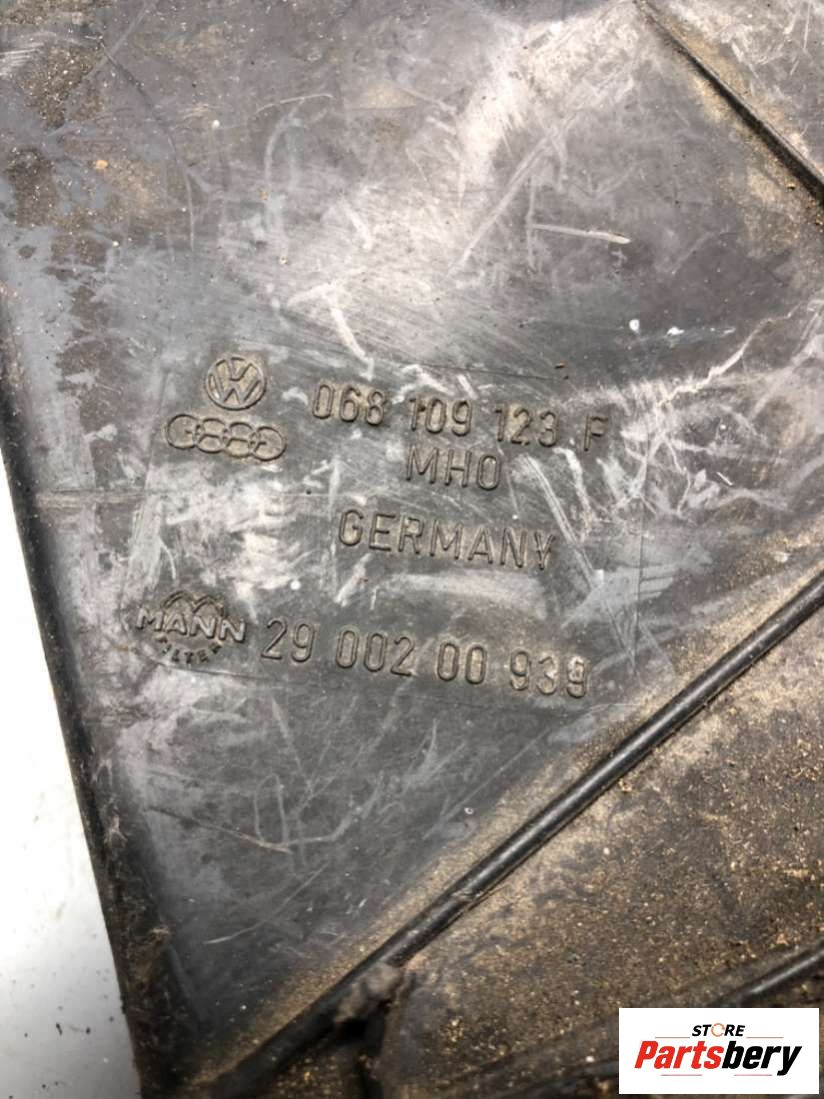 068 109 123 F
MHO
GERMANY
MANN 29 002 00 939
FILTER
STORE
Partsbery